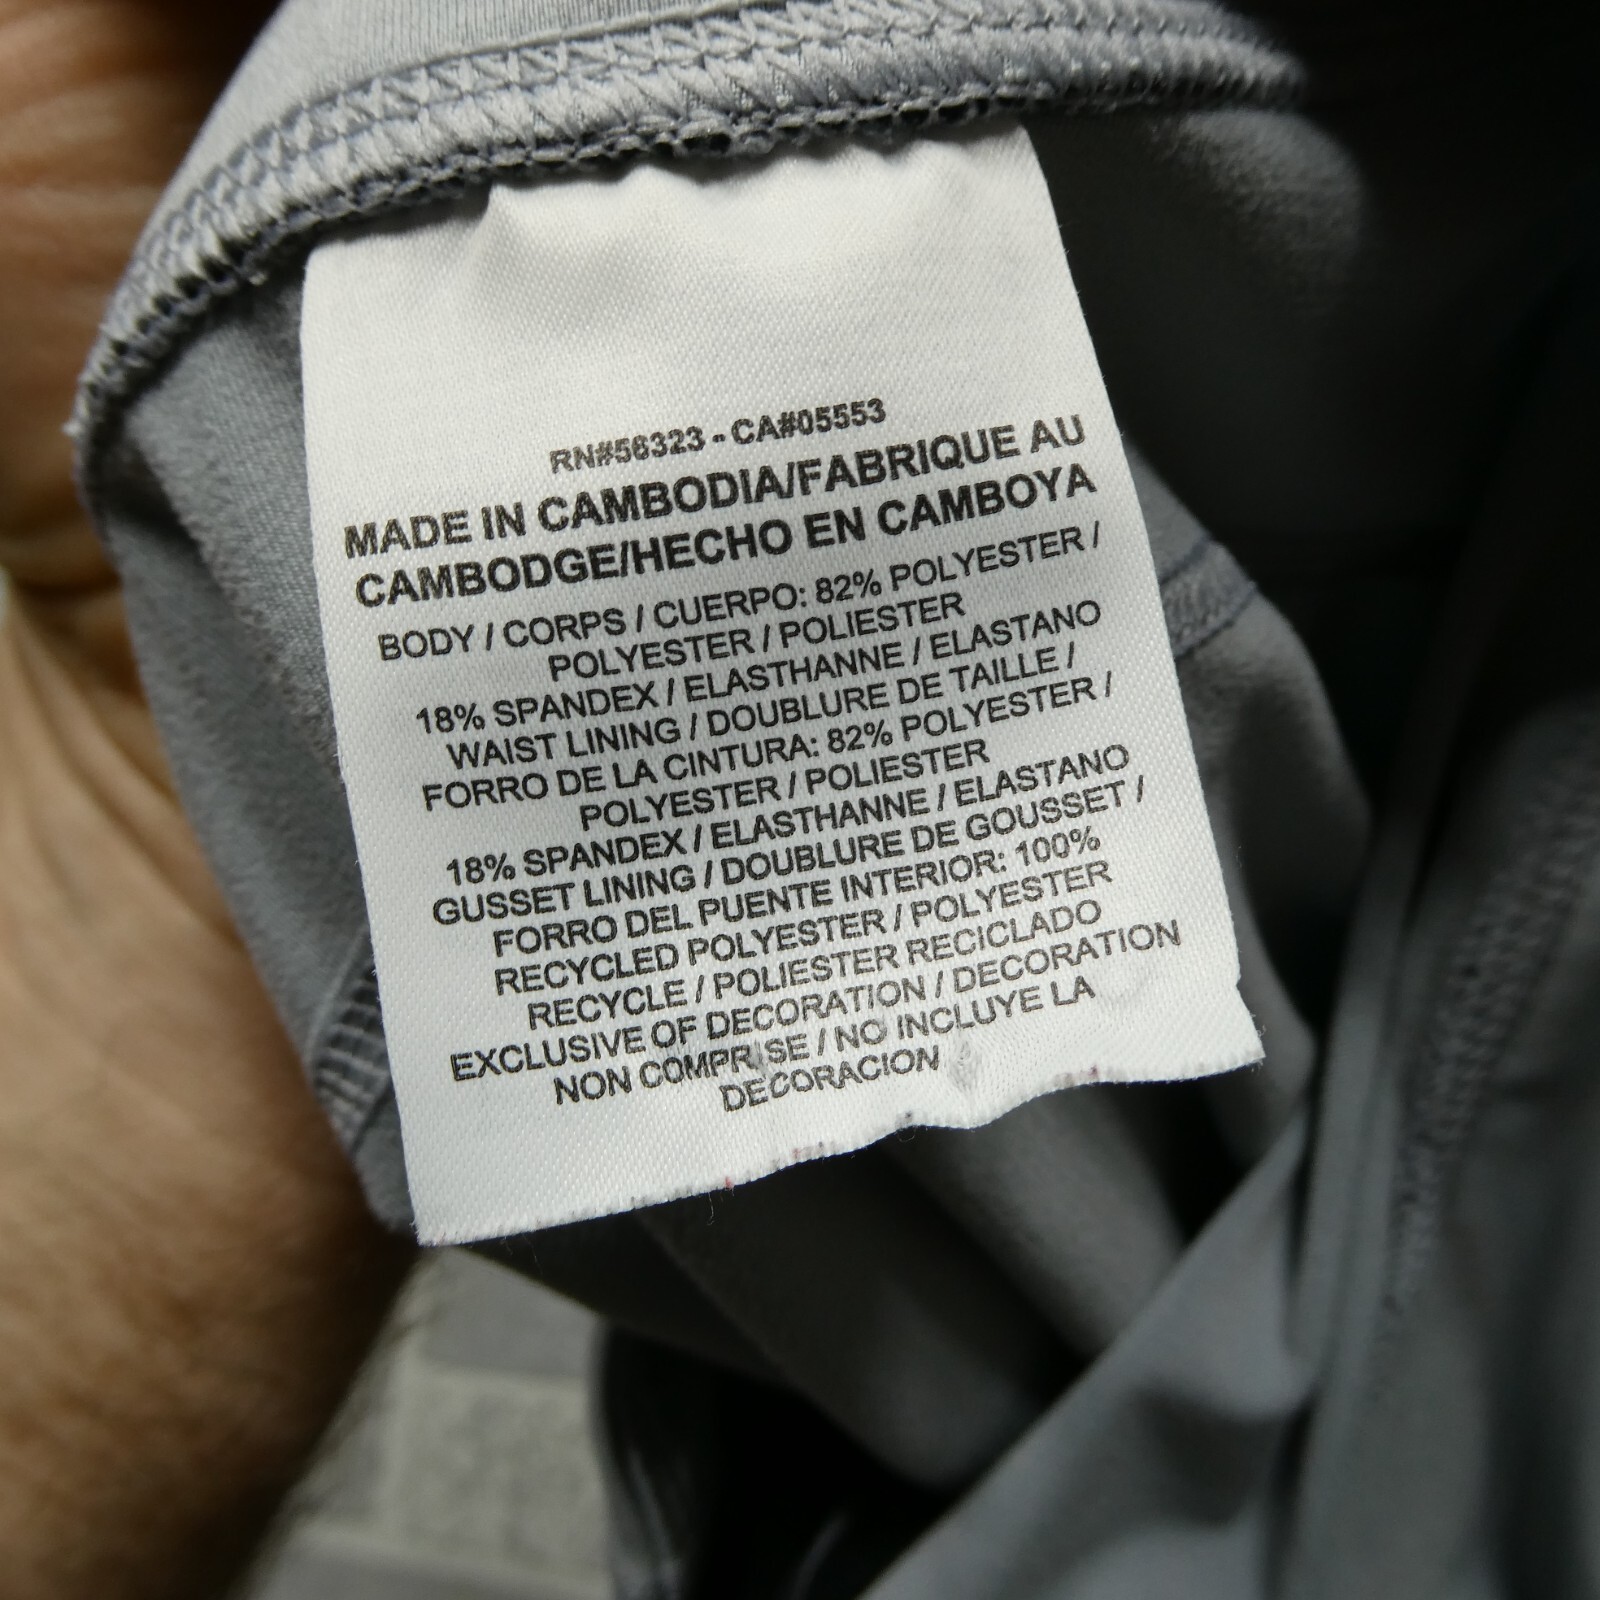 RN#56323 - CA#05553
MADE IN CAMBODIA/FABRIQUE AU
CAMBODGE/HECHO EN CAMBOYA
BODY / CORPS / CUERPO: 82% POLYESTER /
POLYESTER / POLIESTER
18% SPANDEX / ELASTHANNE / ELASTANO
WAIST LINING / DOUBLURE DE TAILLE /
FORRO DE LA CINTURA: 82% POLYESTER /
POLYESTER / POLIESTER
18% SPANDEX / ELASTHANNE / ELASTANO
GUSSET LINING / DOUBLURE DE GOUSSET /
FORRO DEL PUENTE INTERIOR: 100%
RECYCLED POLYESTER / POLYESTER
RECYCLE / POLIESTER RECICLADO
EXCLUSIVE OF DECORATION / DECORATION
NON COMPRISE / NO INCLUYE LA
DECORACION